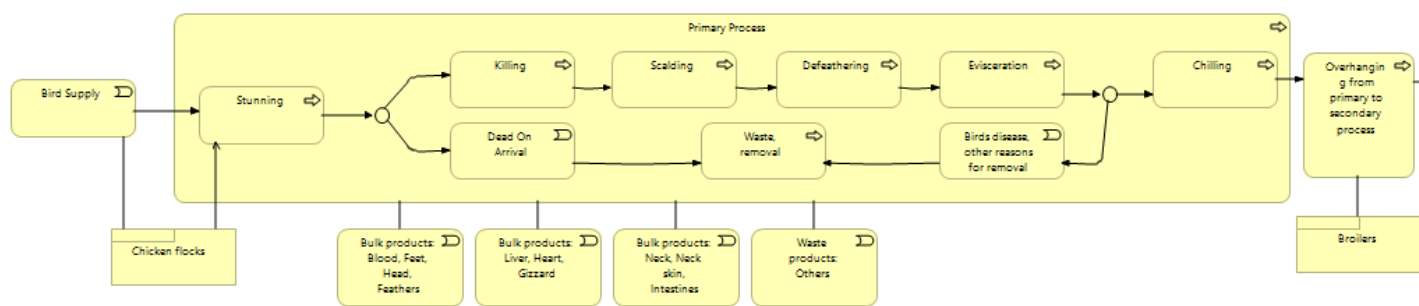 Primary Process
Bird Supply
Stunning
Killing
Scalding
Defeathering
Evisceration
Chilling
Overhangin
g from
primary to
secondary
process
Dead On
Arrival
Waste,
removal
Birds disease,
other reasons
for removal
Chicken flocks
Bulk products:
Blood, Feet,
Head,
Feathers
Bulk products:
Liver, Heart,
Gizzard
Bulk products:
Neck, Neck
skin,
Intestines
Waste
products:
Others
Broilers